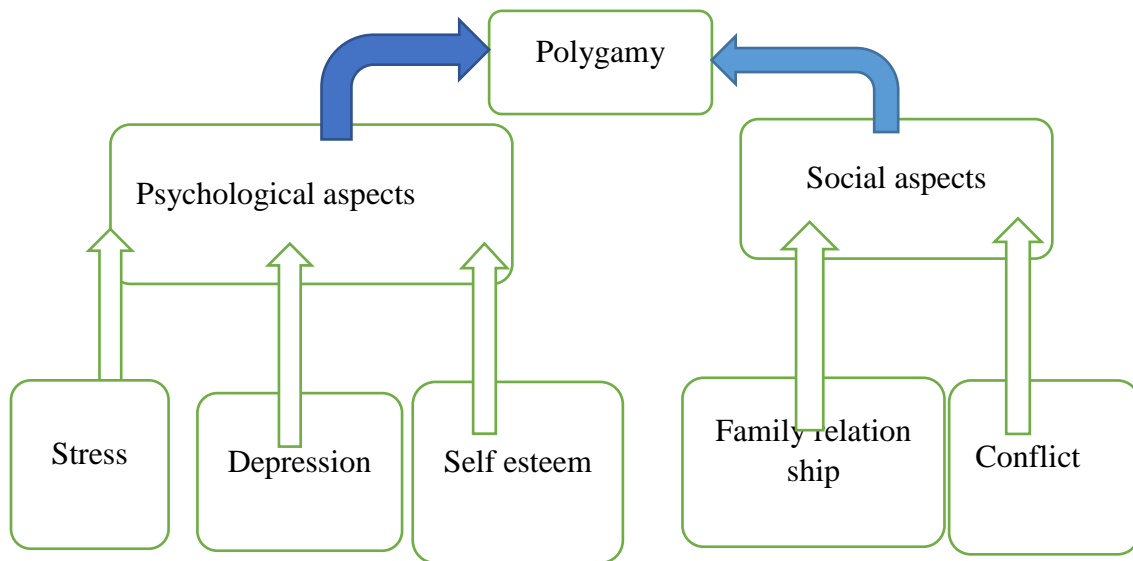 Polygamy
Psychological aspects
Social aspects
Stress
Depression
Self esteem
Family relation
ship
Conflict